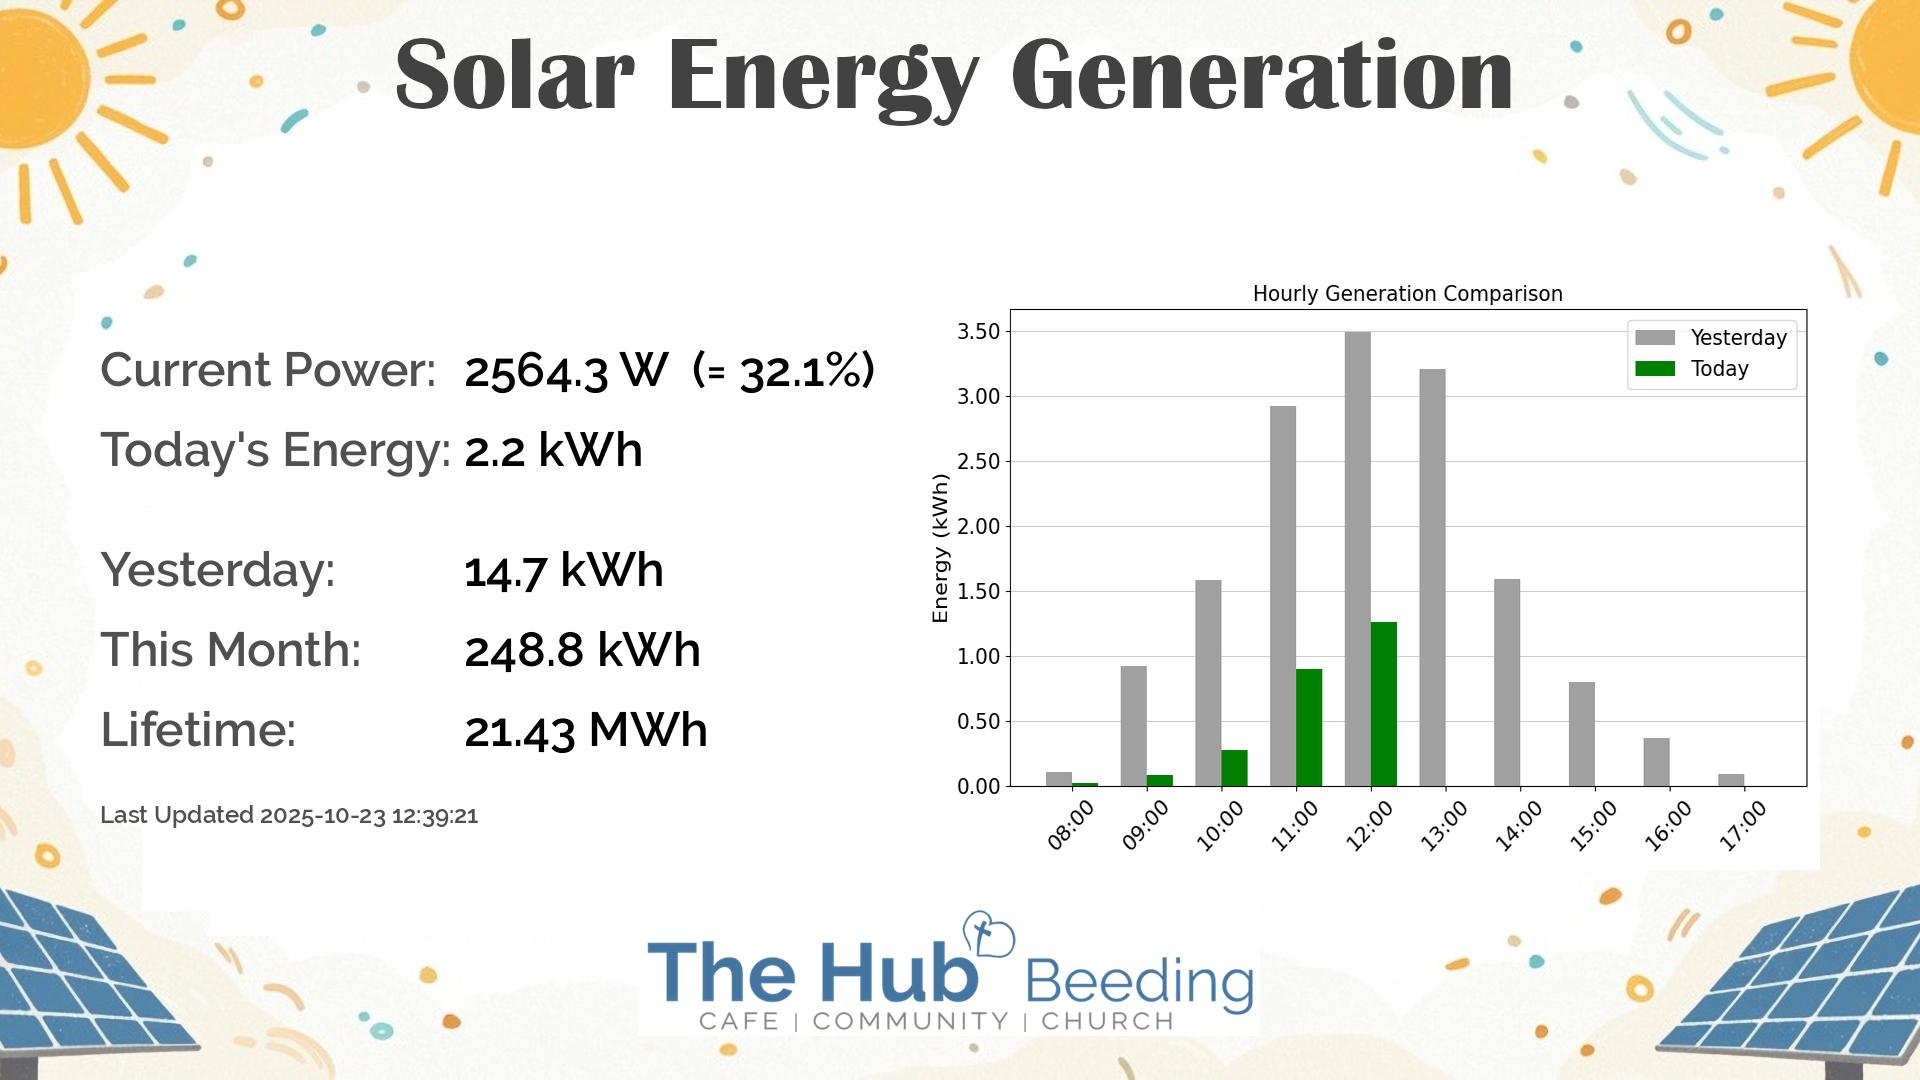 Solar Energy Generation
Current Power: 2564.3 W (= 32.1%)
Today's Energy: 2.2 kWh
Yesterday: 14.7 kWh
This Month: 248.8 kWh
Lifetime: 21.43 MWh
Last Updated 2025-10-23 12:39:21
Hourly Generation Comparison
Yesterday
Today
Energy (kWh)
3.50
3.00
2.50
2.00
1.50
1.00
0.50
0.00
08:00 09:00 10:00 11:00 12:00 13:00 14:00 15:00 16:00 17:00
The Hub Beeding
CAFE | COMMUNITY | CHURCH